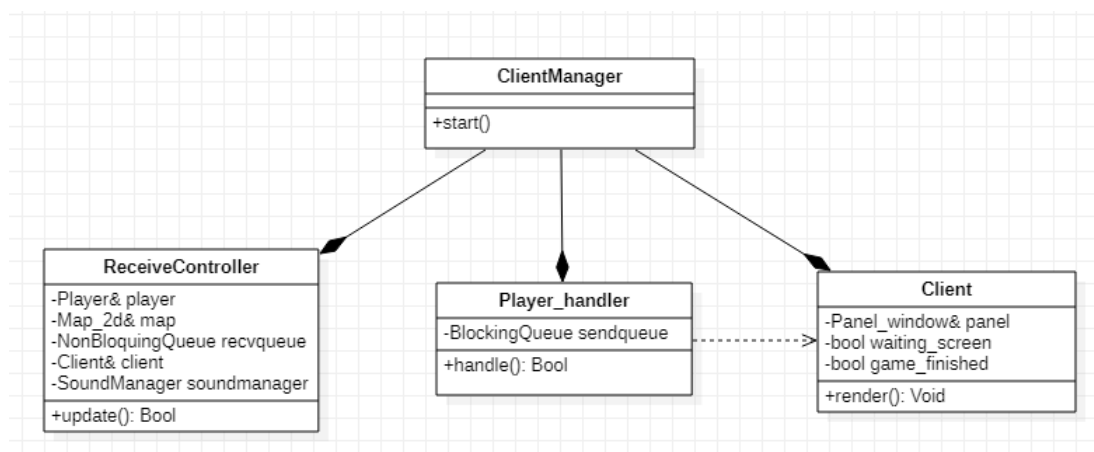 ClientManager
+start()
ReceiveController
-Player& player
-Map_2d& map
-NonBloquingQueue recvqueue
-Client& client
-SoundManager soundmanager
+update(): Bool
Player_handler
-BlockingQueue sendqueue
+handle(): Bool
Client
-Panel_window& panel
-bool waiting_screen
-bool game_finished
+render(): Void